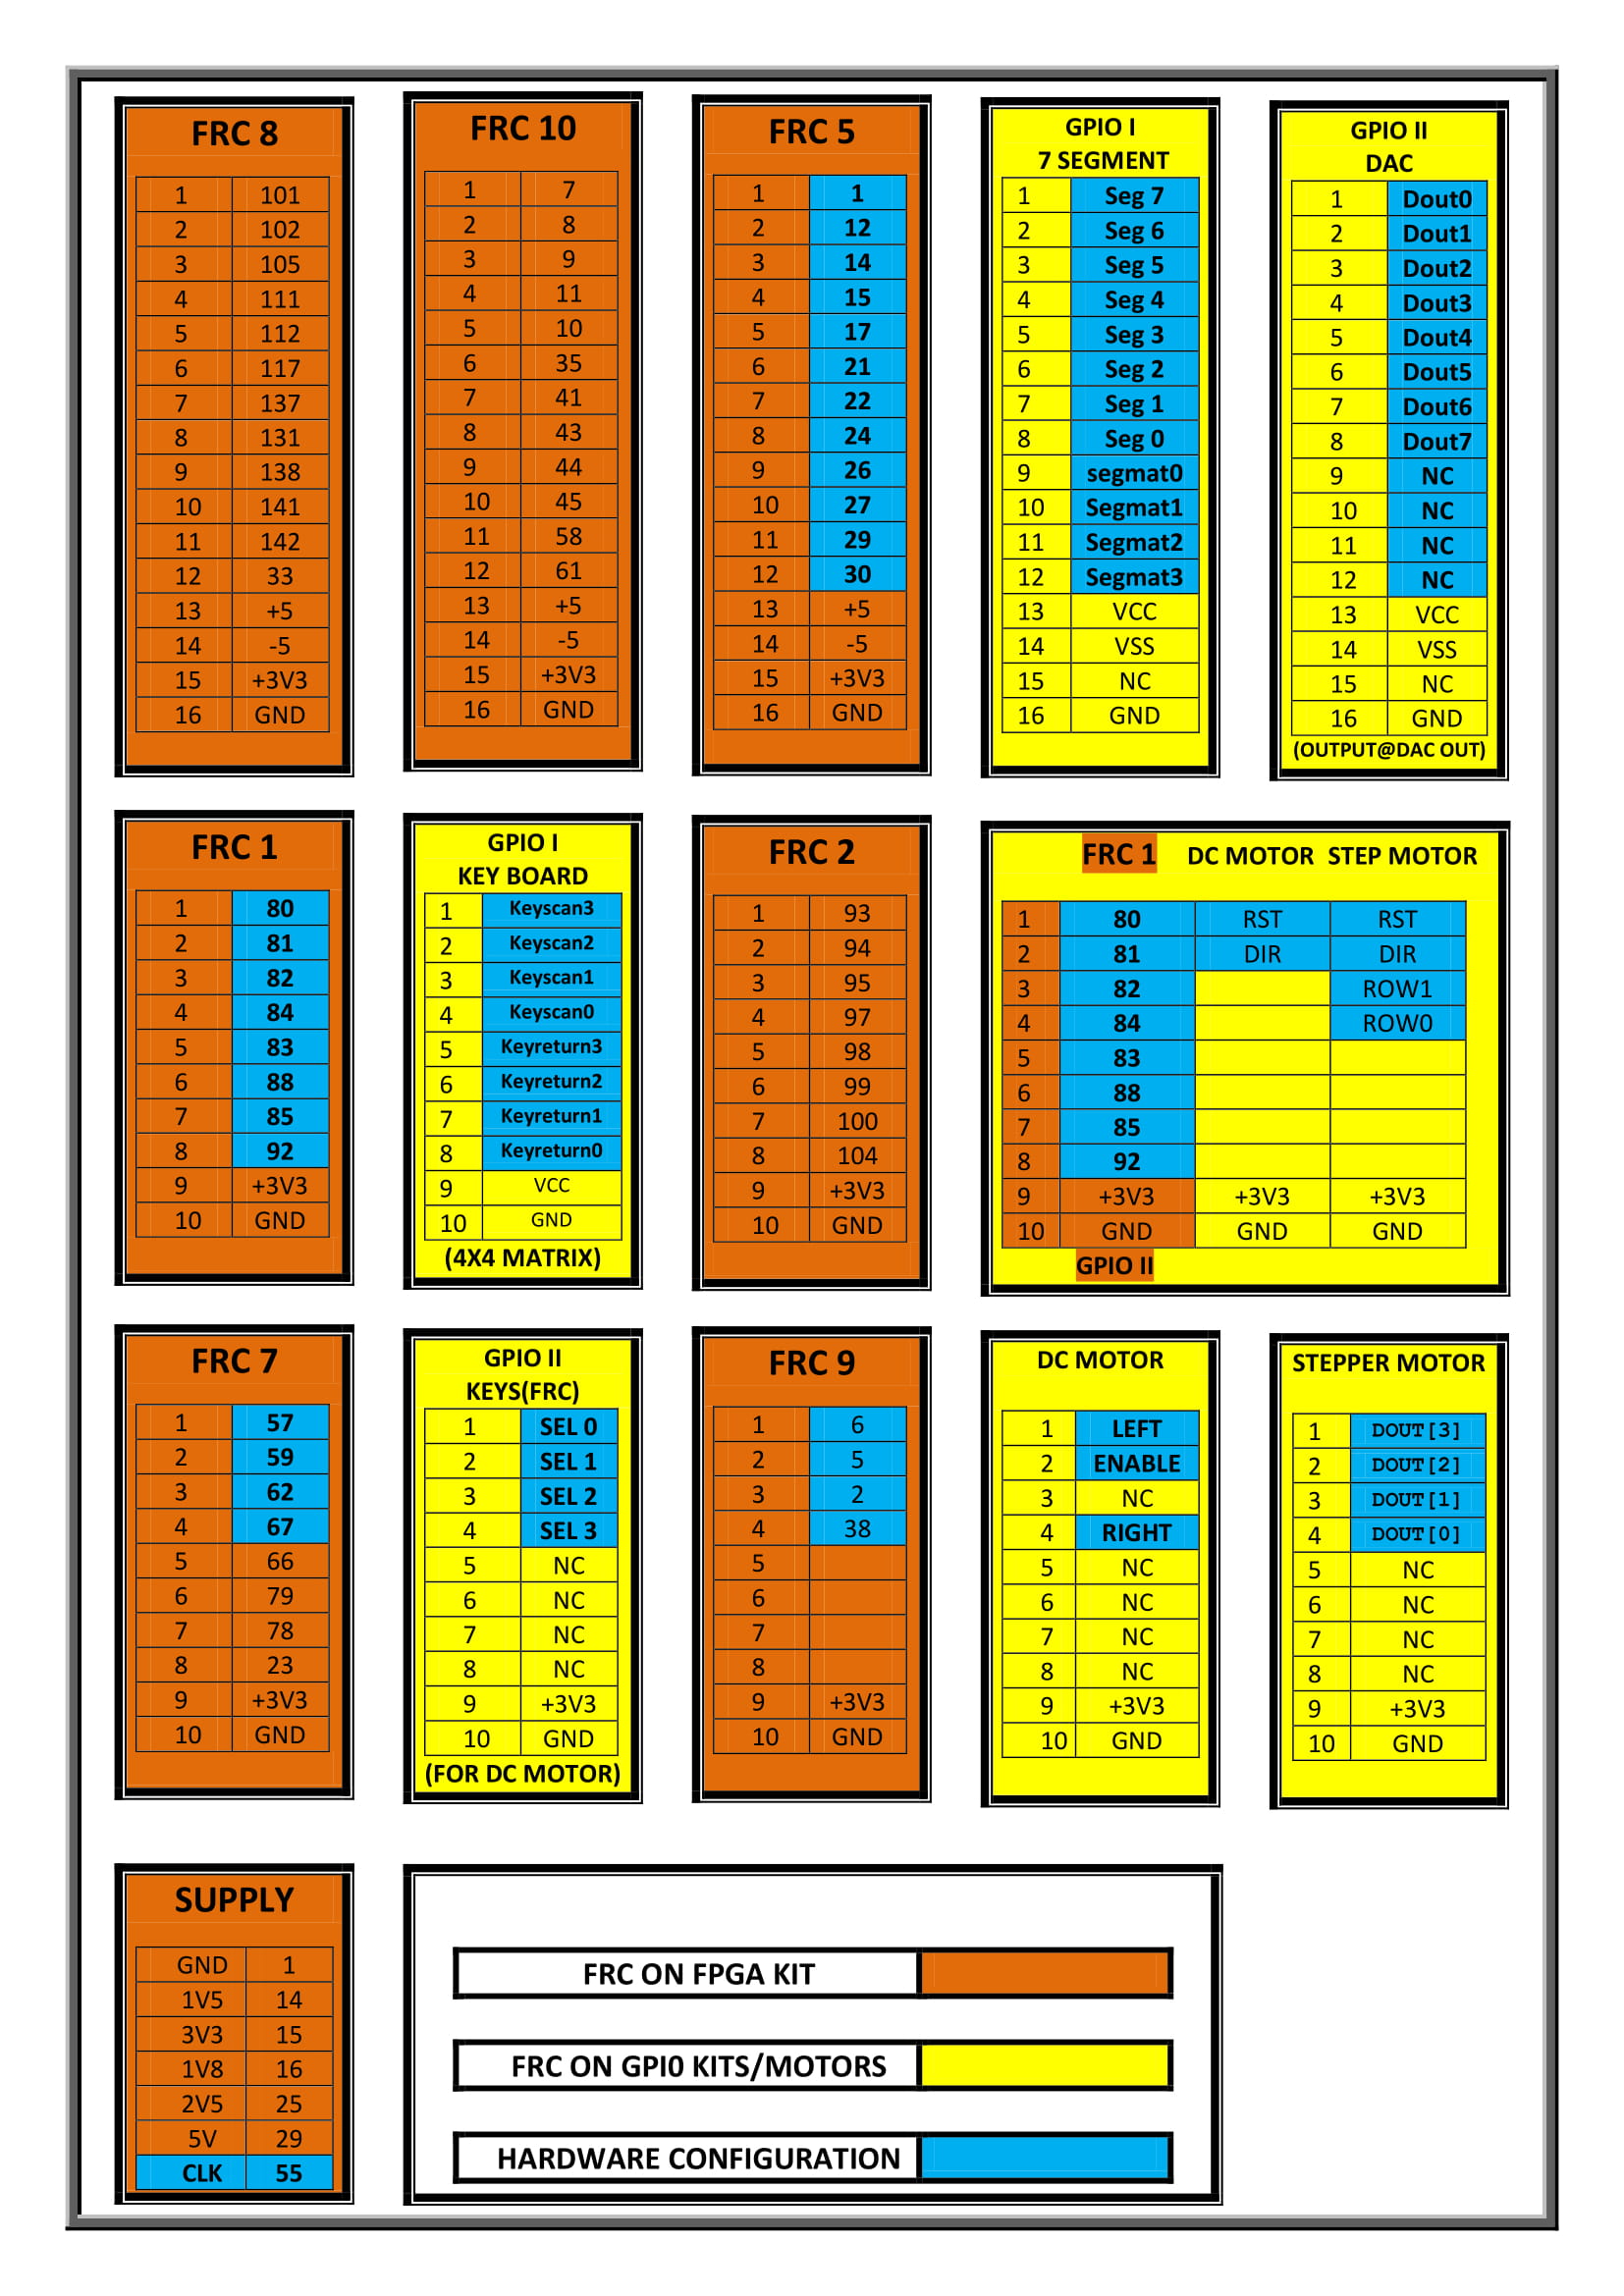 FRC 8
1 101
2 102
3 105
4 111
5 112
6 117
7 137
8 131
9 138
10 141
11 142
12 33
13 +5
14 -5
15 +3V3
16 GND
FRC 10
1 7
2 8
3 9
4 11
5 10
6 35
7 41
8 43
9 44
10 45
11 58
12 61
13 +5
14 -5
15 +3V3
16 GND
FRC 5
1 1
2 12
3 14
4 15
5 17
6 21
7 22
8 24
9 26
10 27
11 29
12 30
13 +5
14 -5
15 +3V3
16 GND
GPIO I
7 SEGMENT
1 Seg 7
2 Seg 6
3 Seg 5
4 Seg 4
5 Seg 3
6 Seg 2
7 Seg 1
8 Seg 0
9 segmat0
10 Segmat1
11 Segmat2
12 Segmat3
13 VCC
14 VSS
15 NC
16 GND
GPIO II
DAC
1 Dout0
2 Dout1
3 Dout2
4 Dout3
5 Dout4
6 Dout5
7 Dout6
8 Dout7
9 NC
10 NC
11 NC
12 NC
13 VCC
14 VSS
15 NC
16 GND
(OUTPUT@DAC OUT)
FRC 1
1 80
2 81
3 82
4 84
5 83
6 88
7 85
8 92
9 +3V3
10 GND
GPIO I
KEY BOARD
1 Keyscan3
2 Keyscan2
3 Keyscan1
4 Keyscan0
5 Keyreturn3
6 Keyreturn2
7 Keyreturn1
8 Keyreturn0
9 VCC
10 GND
(4X4 MATRIX)
FRC 2
1 93
2 94
3 95
4 97
5 98
6 99
7 100
8 104
9 +3V3
10 GND
FRC 1 DC MOTOR STEP MOTOR
1 80 RST RST
2 81 DIR DIR
3 82 ROW1
4 84 ROW0
5 83
6 88
7 85
8 92
9 +3V3 +3V3 +3V3
10 GND GND GND
GPIO II
FRC 7
1 57
2 59
3 62
4 67
5 66
6 79
7 78
8 23
9 +3V3
10 GND
GPIO II
KEYS(FRC)
1 SEL 0
2 SEL 1
3 SEL 2
4 SEL 3
5 NC
6 NC
7 NC
8 NC
9 +3V3
10 GND
(FOR DC MOTOR)
FRC 9
1 6
2 5
3 2
4 38
5
6
7
8
9 +3V3
10 GND
DC MOTOR
1 LEFT
2 ENABLE
3 NC
4 RIGHT
5 NC
6 NC
7 NC
8 NC
9 +3V3
10 GND
STEPPER MOTOR
1 DOUT[3]
2 DOUT[2]
3 DOUT[1]
4 DOUT[0]
5 NC
6 NC
7 NC
8 NC
9 +3V3
10 GND
SUPPLY
GND 1
1V5 14
3V3 15
1V8 16
2V5 25
5V 29
CLK 55
FRC ON FPGA KIT
FRC ON GPI0 KITS/MOTORS
HARDWARE CONFIGURATION